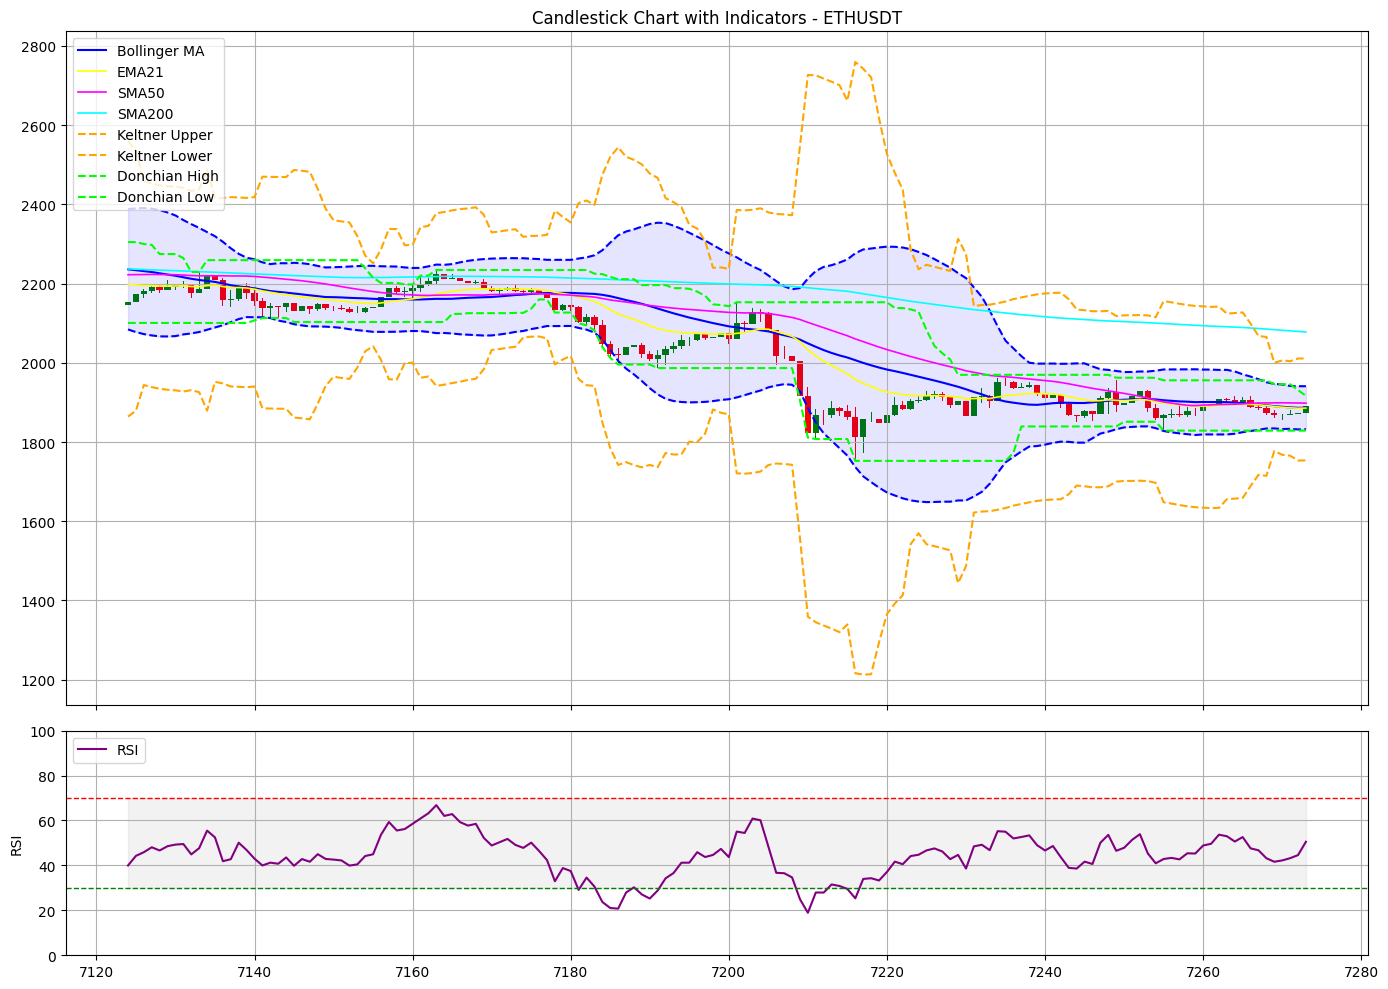 Candlestick Chart with Indicators - ETHUSDT
2800
2600
2400
2200
2000
1800
1600
1400
1200
Bollinger MA
EMA21
SMA50
SMA200
Keltner Upper
Keltner Lower
Donchian High
Donchian Low
100
80
60
40
20
0
RSI
RSI
7120 7140 7160 7180 7200 7220 7240 7260 7280